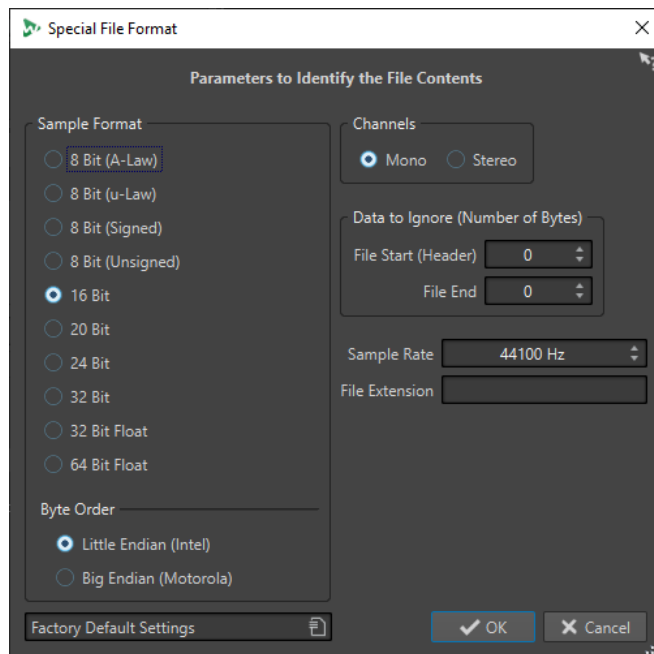 Special File Format
Parameters to Identify the File Contents
Sample Format
8 Bit (A-Law)
8 Bit (u-Law)
8 Bit (Signed)
8 Bit (Unsigned)
16 Bit
20 Bit
24 Bit
32 Bit
32 Bit Float
64 Bit Float
Byte Order
Little Endian (Intel)
Big Endian (Motorola)
Channels
Mono Stereo
Data to Ignore (Number of Bytes)
File Start (Header) 0
File End 0
Sample Rate 44100 Hz
File Extension
Factory Default Settings
OK Cancel